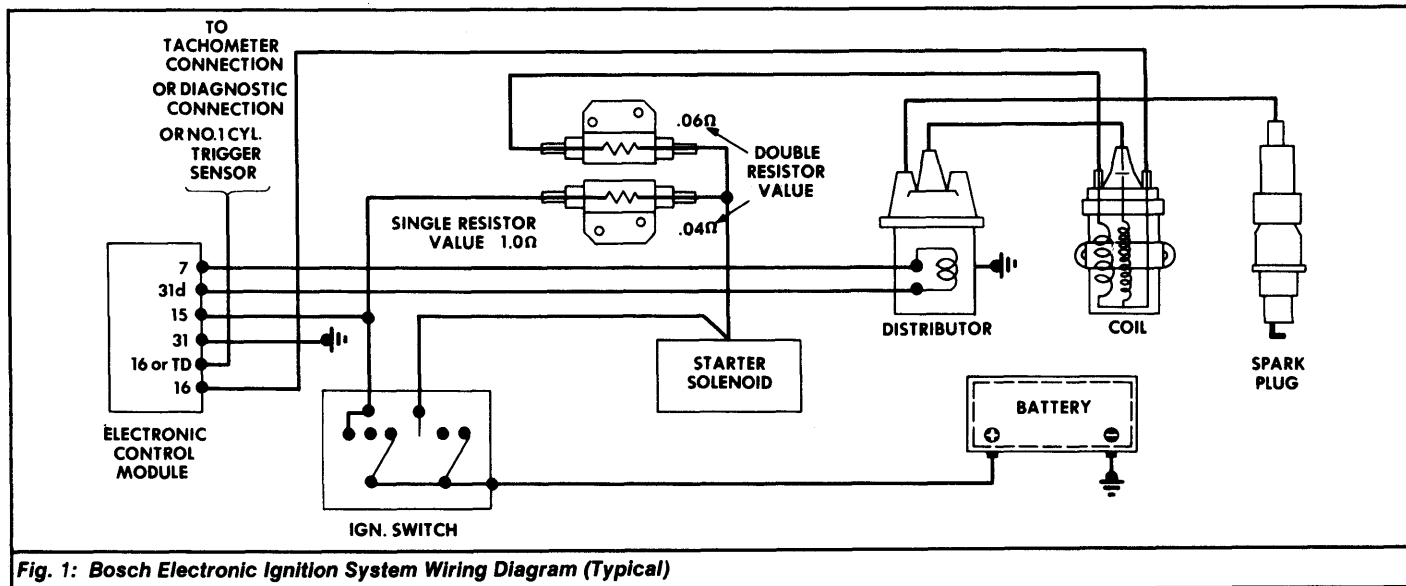 TO
TACHOMETER
CONNECTION
OR DIAGNOSTIC
CONNECTION
OR NO. 1 CYL.
TRIGGER
SENSOR
.06Ω
DOUBLE
RESISTOR
VALUE
.04Ω
SINGLE RESISTOR
VALUE 1.0Ω
7
31d
15
31
16 or TD
16
ELECTRONIC
CONTROL
MODULE
IGN. SWITCH
STARTER
SOLENOID
DISTRIBUTOR
COIL
SPARK
PLUG
BATTERY
+
-
Fig. 1: Bosch Electronic Ignition System Wiring Diagram (Typical)